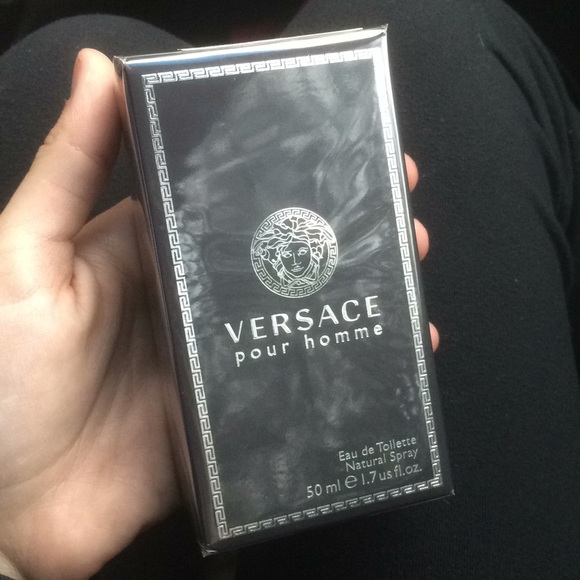 VERSACE
pour homme
Eau de Toilette
Natural Spray
50 ml e 1.7 us fl.oz.